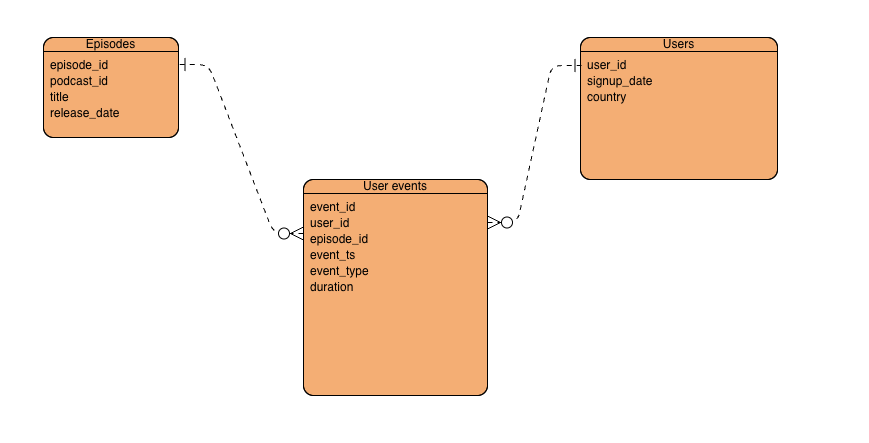 Episodes
episode_id
podcast_id
title
release_date
Users
user_id
signup_date
country
User events
event_id
user_id
episode_id
event_ts
event_type
duration